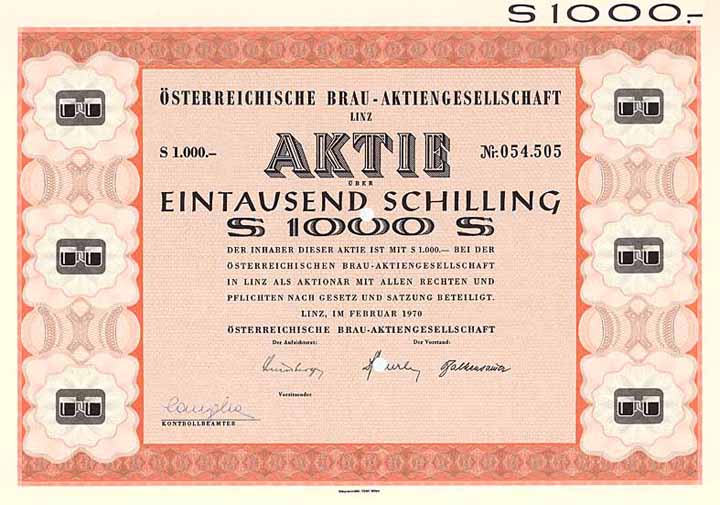 S 1000.-
ÖSTERREICHISCHE BRAU-AKTIENGESELLSCHAFT
LINZ
S 1.000.—
AKTIE
Nr. 054.505
ÜBER
EINTAUSEND SCHILLING
S 1000 S
DER INHABER DIESER AKTIE IST MIT S 1.000.— BEI DER
ÖSTERREICHISCHEN BRAU-AKTIENGESELLSCHAFT
IN LINZ ALS AKTIONÄR MIT ALLEN RECHTEN UND
PFLICHTEN NACH GESETZ UND SATZUNG BETEILIGT.
LINZ, IM FEBRUAR 1970
ÖSTERREICHISCHE BRAU-AKTIENGESELLSCHAFT
Der Aufsichtsrat:
Der Vorstand:
Vorsitzender
KONTROLLBEAMTER